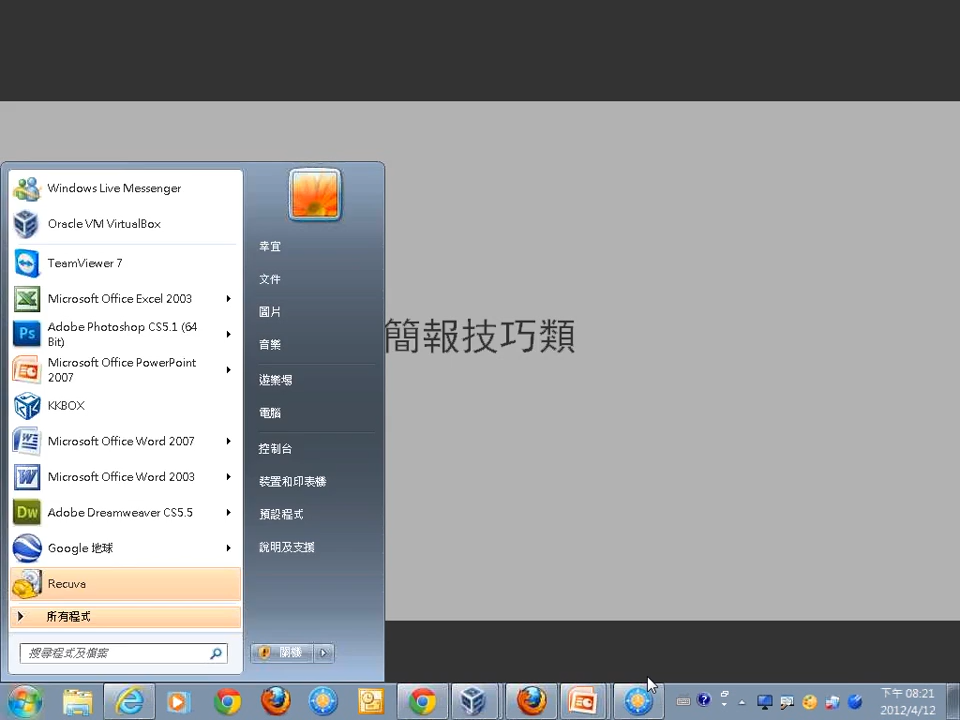 Windows Live Messenger
Oracle VM VirtualBox
TeamViewer 7
Microsoft Office Excel 2003
Adobe Photoshop CS5.1 (64
Bit)
Microsoft Office PowerPoint
2007
KKBOX
Microsoft Office Word 2007
Microsoft Office Word 2003
Adobe Dreamweaver CS5.5
Google 地球
Recuva
所有程式
搜尋程式及檔案
幸宜
文件
圖片
音樂
遊樂場
電腦
控制台
裝置和印表機
預設程式
說明及支援
關機
簡報技巧類
下午 08:21
2012/4/12